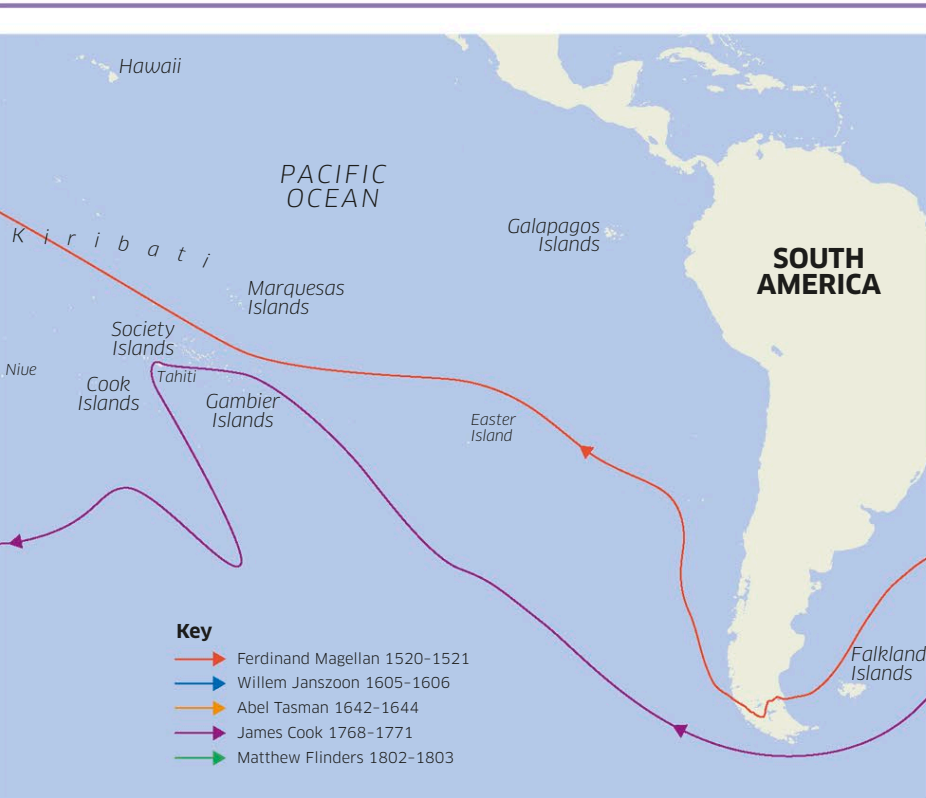 Hawaii
PACIFIC
OCEAN
Galapagos
Islands
SOUTH
AMERICA
Kiribati
Marquesas
Islands
Society
Islands
Niue
Tahiti
Cook
Islands
Gambier
Islands
Easter
Island
Falkland
Islands
Key
Ferdinand Magellan 1520–1521
Willem Janszoon 1605–1606
Abel Tasman 1642–1644
James Cook 1768–1771
Matthew Flinders 1802–1803